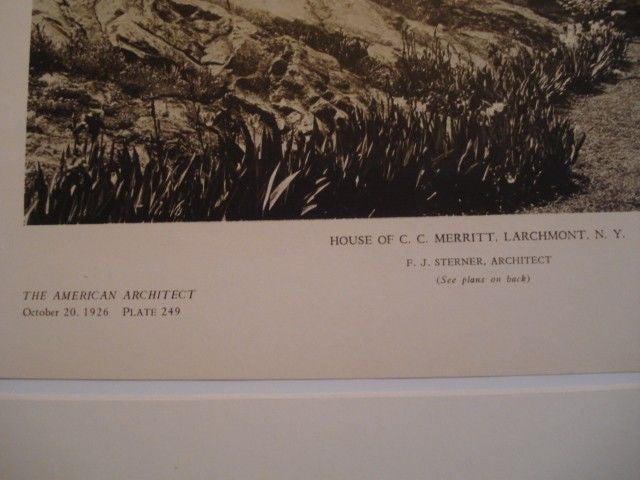 HOUSE OF C. C. MERRITT, LARCHMONT, N. Y.
F. J. STERNER, ARCHITECT
(See plans on back)
THE AMERICAN ARCHITECT
October 20, 1926 PLATE 249